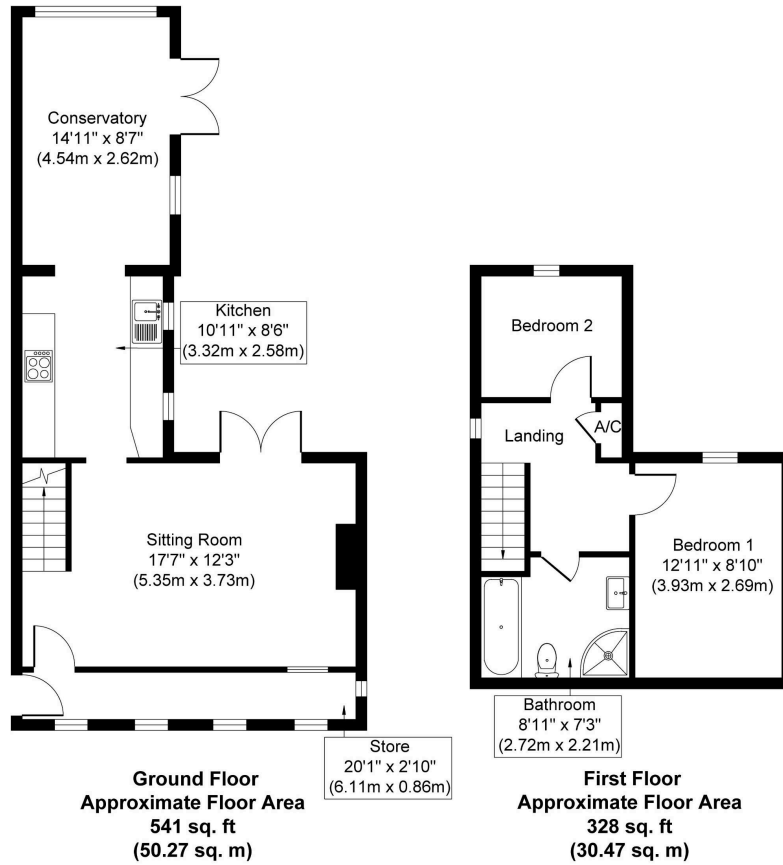 Conservatory
14'11" x 8'7"
(4.54m x 2.62m)
Kitchen
10'11" x 8'6"
(3.32m x 2.58m)
Sitting Room
17'7" x 12'3"
(5.35m x 3.73m)
Store
20'1" x 2'10"
(6.11m x 0.86m)
Ground Floor
Approximate Floor Area
541 sq. ft
(50.27 sq. m)
Bedroom 2
Landing
A/C
Bedroom 1
12'11" x 8'10"
(3.93m x 2.69m)
Bathroom
8'11" x 7'3"
(2.72m x 2.21m)
First Floor
Approximate Floor Area
328 sq. ft
(30.47 sq. m)